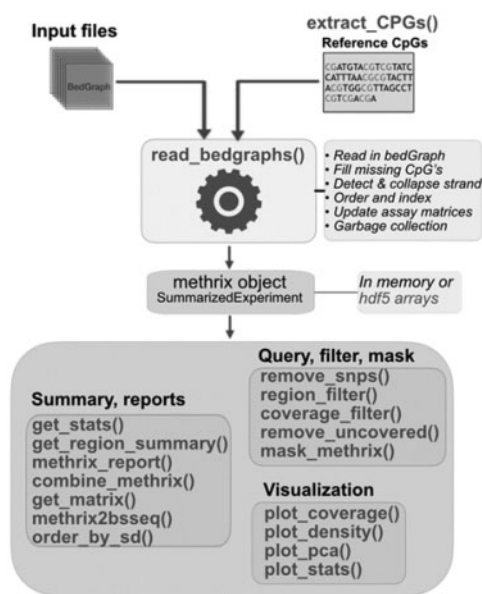 Input files
BedGraph
extract_CPGs()
Reference CpGs
CGATGTACGTCGTATC
CATTTAACGCGTACTT
ACGTGGCGTTAGCCT
CGTCGACGA
read_bedgraphs()
• Read in bedGraph
• Fill missing CpG's
• Detect & collapse strand
• Order and index
• Update assay matrices
• Garbage collection
methrix object
SummarizedExperiment
In memory or
hdf5 arrays
Summary, reports
get_stats()
get_region_summary()
methrix_report()
combine_methrix()
get_matrix()
methrix2bsseq()
order_by_sd()
Query, filter, mask
remove_snps()
region_filter()
coverage_filter()
remove_uncovered()
mask_methrix()
Visualization
plot_coverage()
plot_density()
plot_pca()
plot_stats()